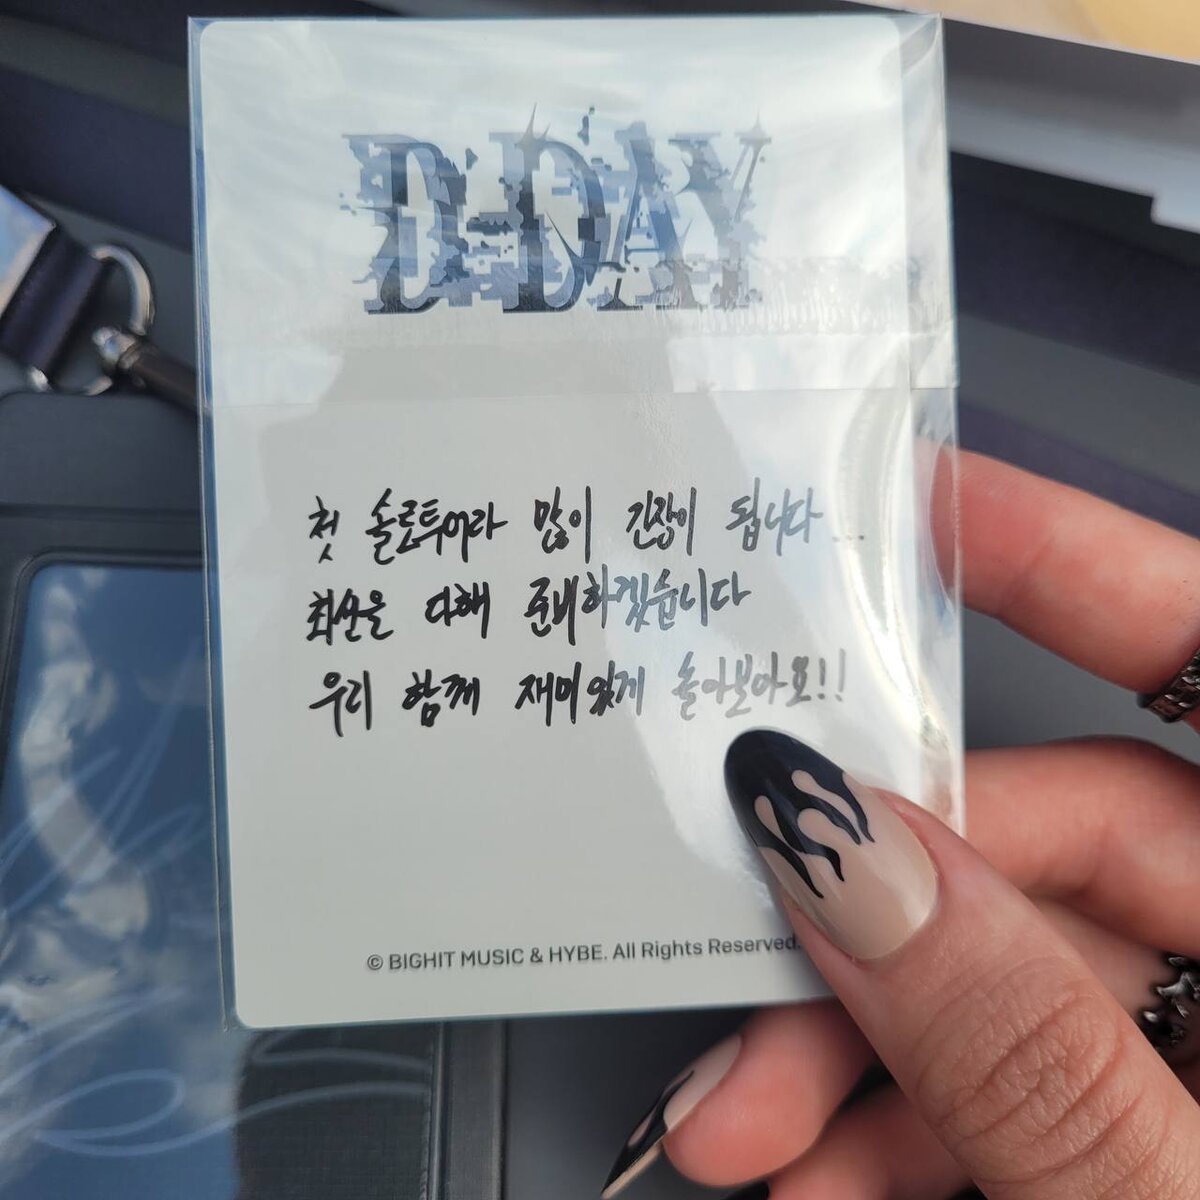 D-DAY
첫 솔로투어라 많이 긴장이 됩니다...
최선을 다해 준비하겠습니다
우리 함께 재미있게 놀아보아요!!
© BIGHIT MUSIC & HYBE. All Rights Reserved.